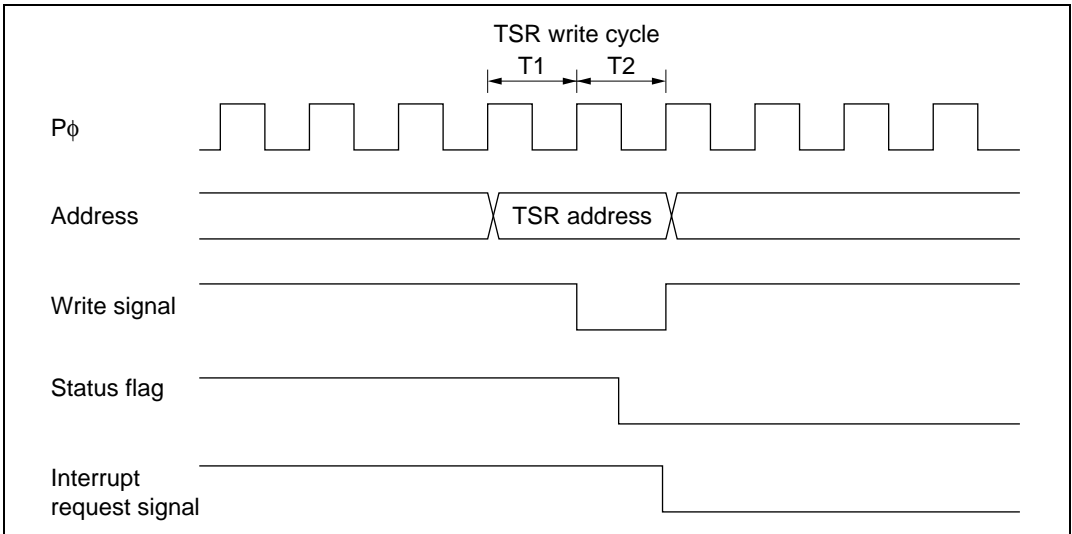 TSR write cycle
T1 T2
Pϕ
Address
TSR address
Write signal
Status flag
Interrupt
request signal